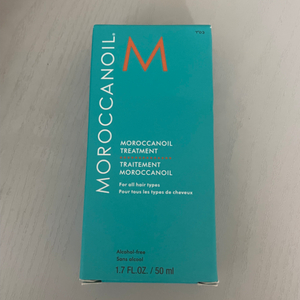 MOROCCANOIL®
M
MOROCCANOIL
TREATMENT
TRAITEMENT
MOROCCANOIL
For all hair types
Pour tous les types de cheveux
Alcohol-free
Sans alcool
1.7 FL.OZ. / 50 ml